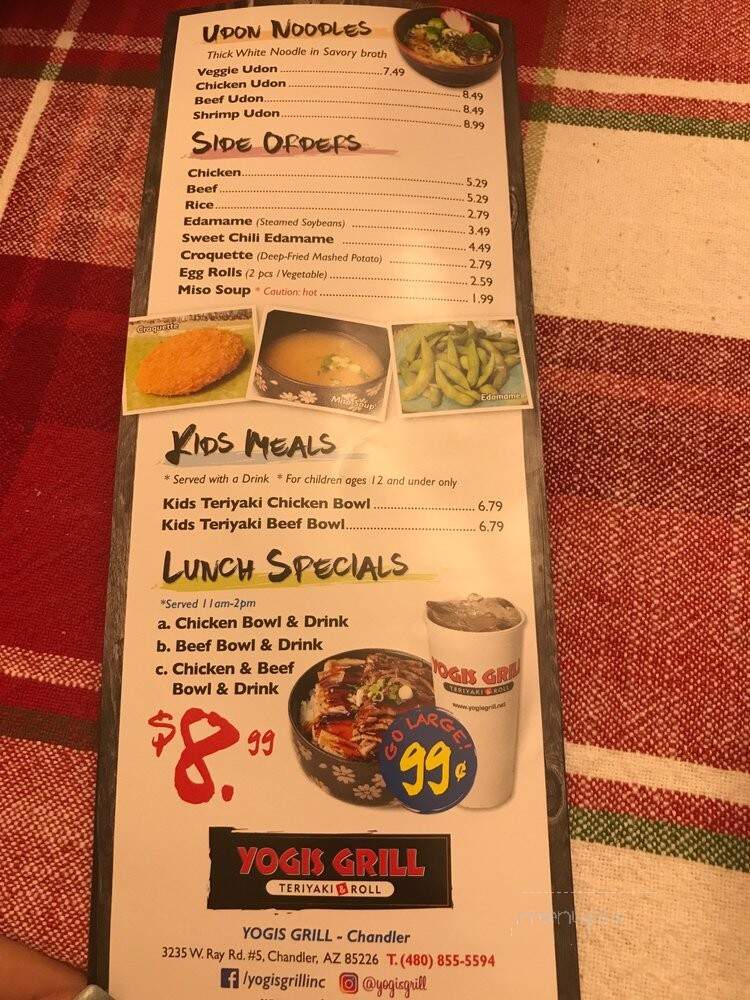 UDON NOODLES
Thick White Noodle in Savory broth
Veggie Udon 7.49
Chicken Udon 8.49
Beef Udon 8.49
Shrimp Udon 8.99
SIDE ORDERS
Chicken 5.29
Beef 5.29
Rice 2.79
Edamame (Steamed Soybeans) 3.49
Sweet Chili Edamame 4.49
Croquette (Deep-Fried Mashed Potato) 2.79
Egg Rolls (2 pcs / Vegetable) 2.59
Miso Soup * Caution: hot 1.99
Croquette
Miso Soup
Edamame
KIDS MEALS
* Served with a Drink * For children ages 12 and under only
Kids Teriyaki Chicken Bowl 6.79
Kids Teriyaki Beef Bowl 6.79
LUNCH SPECIALS
*Served 11am-2pm
a. Chicken Bowl & Drink
b. Beef Bowl & Drink
c. Chicken & Beef
Bowl & Drink
$8.99
YOGIS GRILL
TERIYAKI & ROLL
www.yogisgrill.net
GO LARGE!
99¢
YOGIS GRILL
TERIYAKI & ROLL
YOGIS GRILL - Chandler
3235 W. Ray Rd. #5, Chandler, AZ 85226 T. (480) 855-5594
/yogisgrillinc @yogisgrill